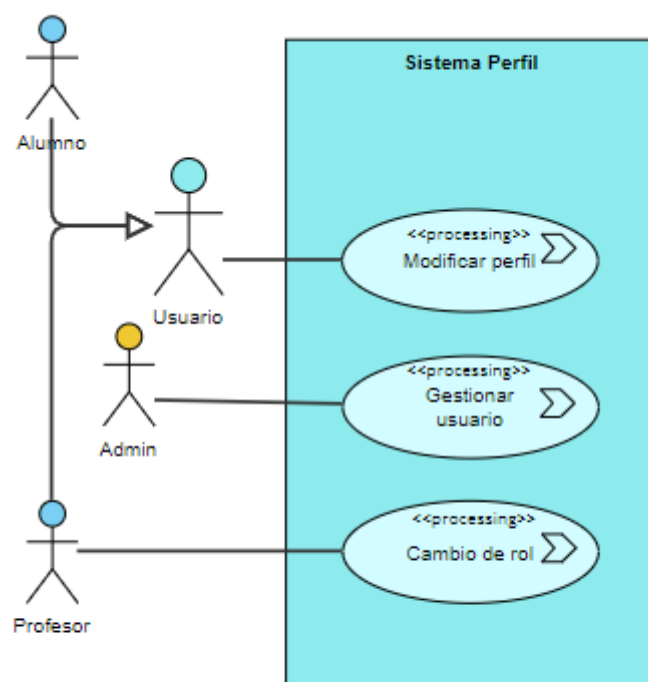 Sistema Perfil
Alumno
<<processing>>
Modificar perfil
Usuario
<<processing>>
Gestionar
usuario
Admin
<<processing>>
Cambio de rol
Profesor